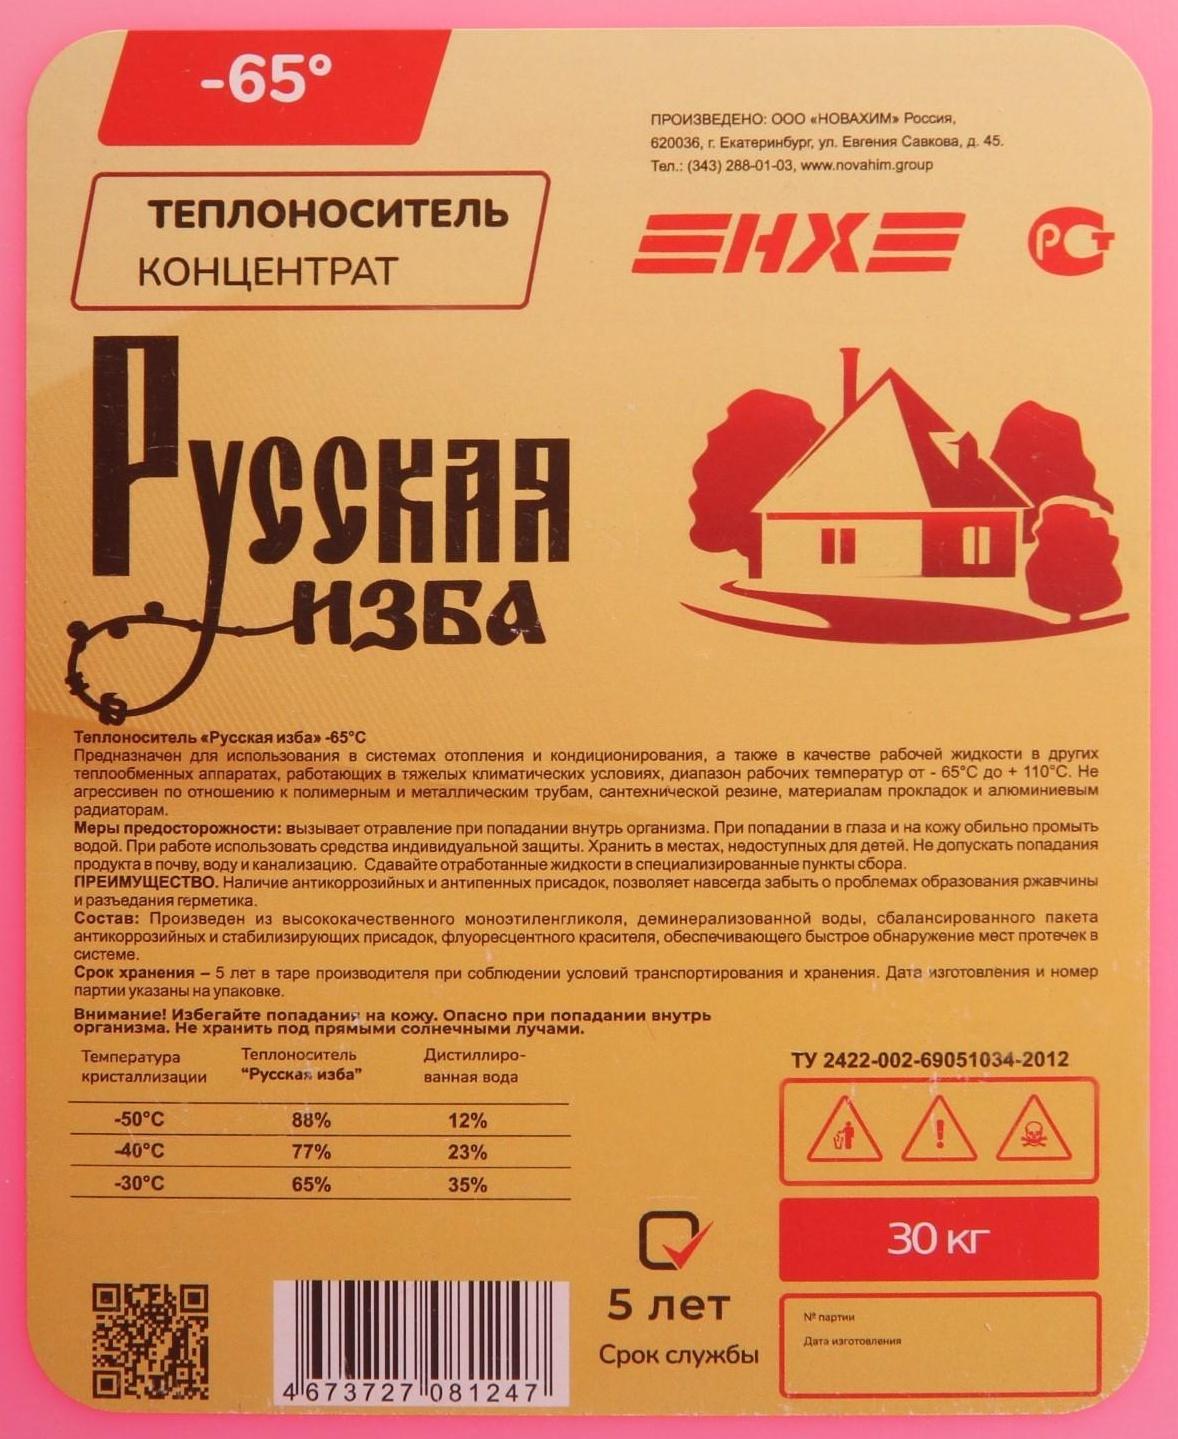 -65°
ПРОИЗВЕДЕНО: ООО «НОВАХИМ» Россия,
620036, г. Екатеринбург, ул. Евгения Савкова, д. 45.
Тел.: (343) 288-01-03, www.novahim.group
ТЕПЛОНОСИТЕЛЬ
КОНЦЕНТРАТ
НХ
РСТ
Русская
изба
Теплоноситель «Русская изба» -65°С
Предназначен для использования в системах отопления и кондиционирования, а также в качестве рабочей жидкости в других
теплообменных аппаратах, работающих в тяжелых климатических условиях, диапазон рабочих температур от - 65°С до + 110°С. Не
агрессивен по отношению к полимерным и металлическим трубам, сантехнической резине, материалам прокладок и алюминиевым
радиаторам.
Меры предосторожности: вызывает отравление при попадании внутрь организма. При попадании в глаза и на кожу обильно промыть
водой. При работе использовать средства индивидуальной защиты. Хранить в местах, недоступных для детей. Не допускать попадания
продукта в почву, воду и канализацию. Сдавайте отработанные жидкости в специализированные пункты сбора.
ПРЕИМУЩЕСТВО. Наличие антикоррозийных и антипенных присадок, позволяет навсегда забыть о проблемах образования ржавчины
и разъедания герметика.
Состав: Произведен из высококачественного моноэтиленгликоля, деминерализованной воды, сбалансированного пакета
антикоррозийных и стабилизирующих присадок, флуоресцентного красителя, обеспечивающего быстрое обнаружение мест протечек в
системе.
Срок хранения – 5 лет в таре производителя при соблюдении условий транспортирования и хранения. Дата изготовления и номер
партии указаны на упаковке.
Внимание! Избегайте попадания на кожу. Опасно при попадании внутрь
организма. Не хранить под прямыми солнечными лучами.
Температура кристаллизации Теплоноситель "Русская изба" Дистиллиро-ванная вода
-50°С 88% 12%
-40°С 77% 23%
-30°С 65% 35%
ТУ 2422-002-69051034-2012
30 кг
5 лет
Срок службы
№ партии
Дата изготовления
4 673727 081247